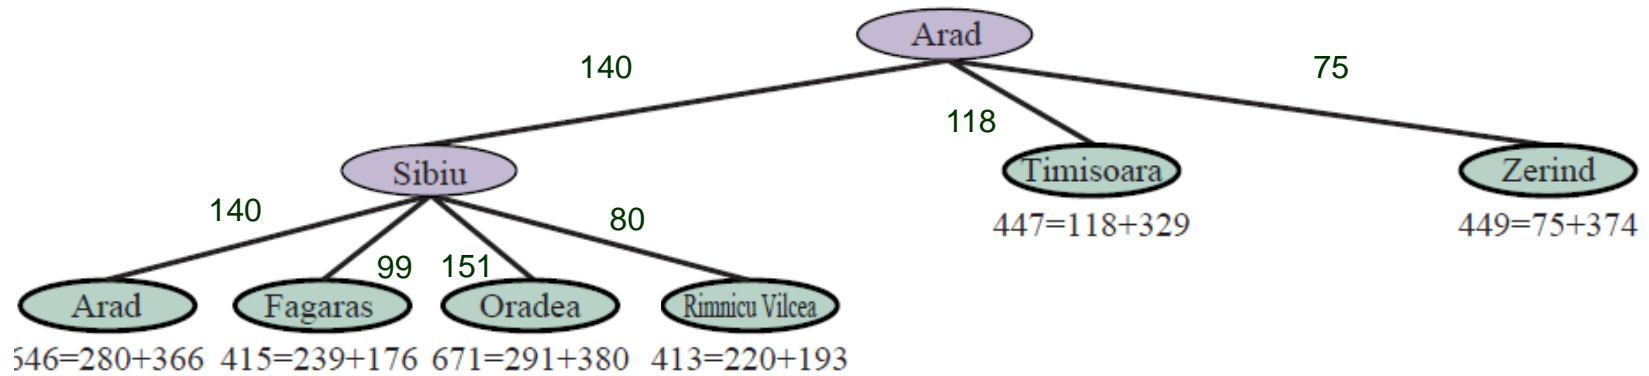 Arad
140
75
118
Sibiu
Timisoara
Zerind
140
80
447=118+329
449=75+374
99
151
Arad
Fagaras
Oradea
Rimnicu Vilcea
646=280+366
415=239+176
671=291+380
413=220+193